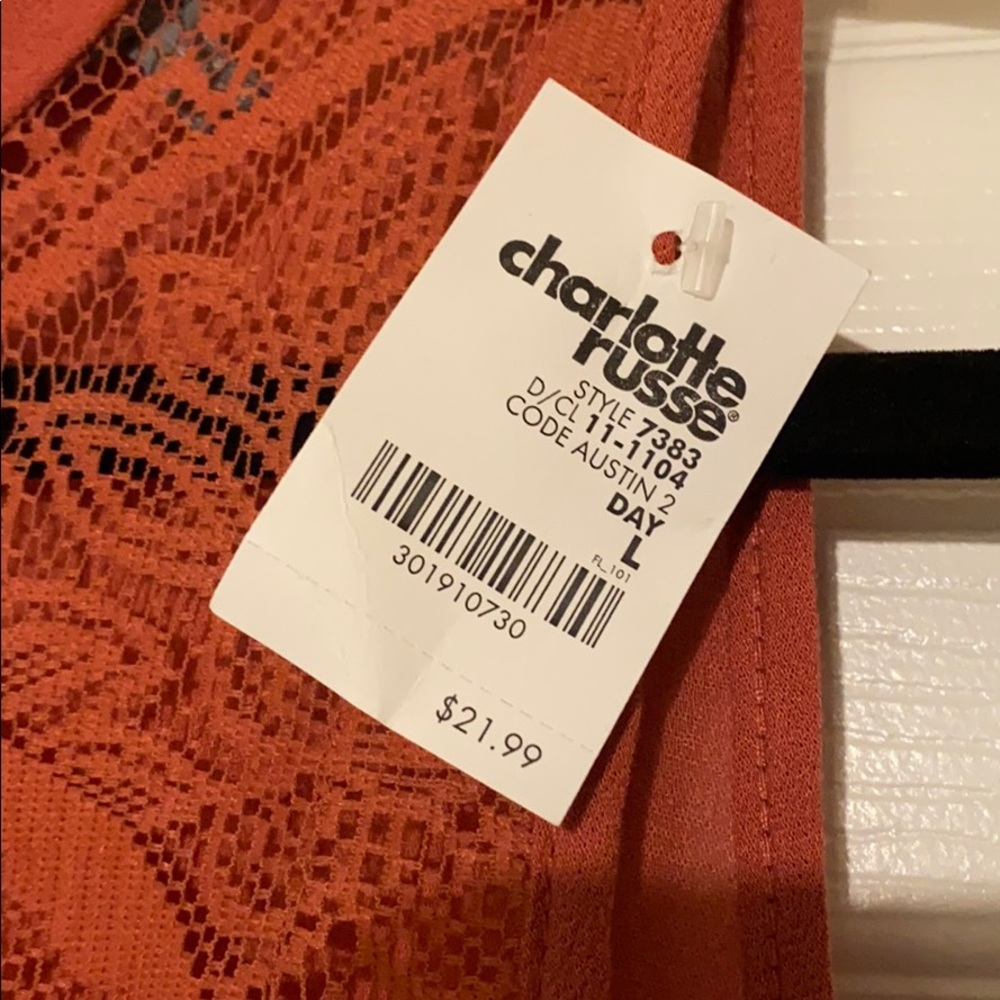 charlotte
russe®
STYLE 7383
D/CL 11-1104
CODE AUSTIN 2
DAY
L
FL_101
301910730
$21.99